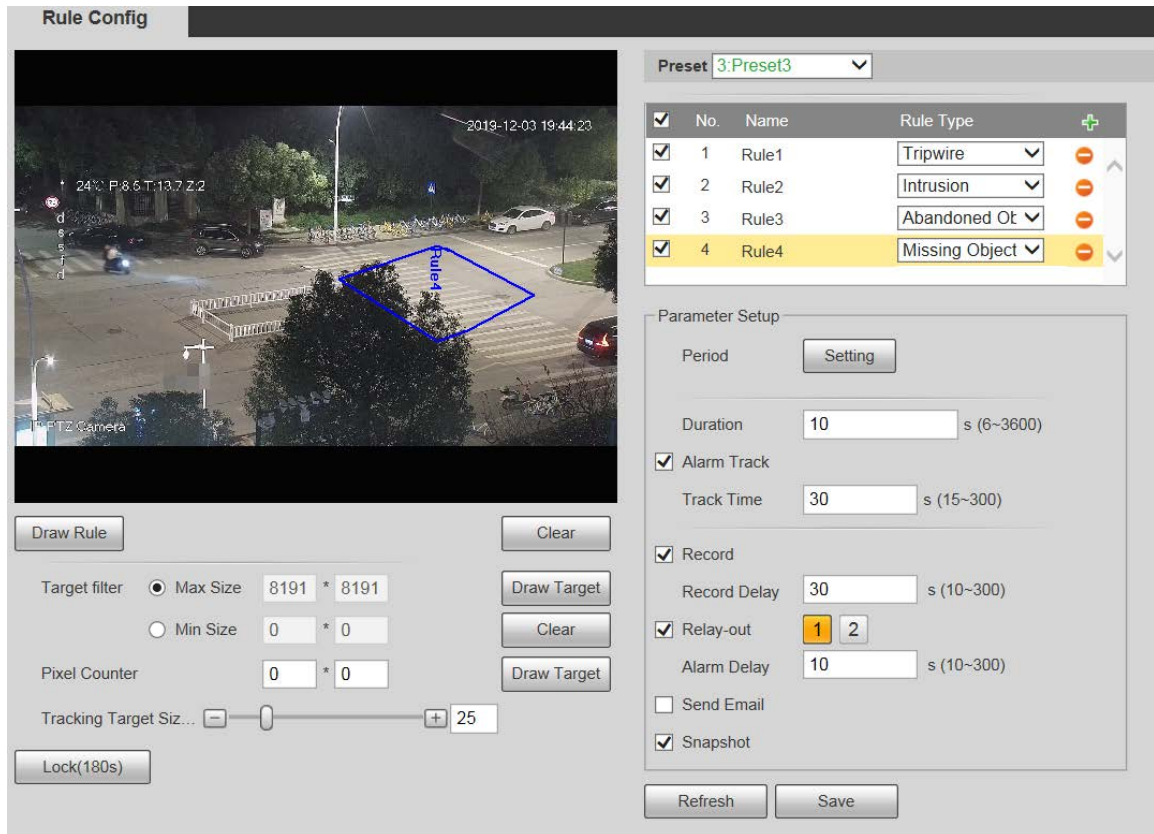 Rule Config
2019-12-03 19:44:23
24℃ P:8.5 T:13.7 Z:2
d
e
s
f
d
Rule4
PTZ Camera
Draw Rule
Clear
Target filter Max Size 8191 * 8191 Draw Target
Min Size 0 * 0 Clear
Pixel Counter 0 * 0 Draw Target
Tracking Target Siz... 25
Lock(180s)
Preset 3:Preset3
No. Name Rule Type
1 Rule1 Tripwire
2 Rule2 Intrusion
3 Rule3 Abandoned Ob
4 Rule4 Missing Object
Parameter Setup
Period Setting
Duration 10 s (6~3600)
Alarm Track
Track Time 30 s (15~300)
Record
Record Delay 30 s (10~300)
Relay-out 1 2
Alarm Delay 10 s (10~300)
Send Email
Snapshot
Refresh Save